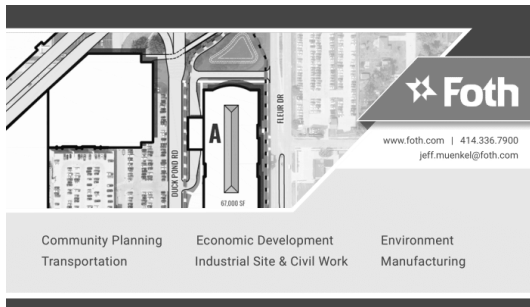 Foth
www.foth.com | 414.336.7900
jeff.muenkel@foth.com
DUCK POND RD
A
67,000 SF
FLEUR DR
Community Planning Economic Development Environment
Transportation Industrial Site & Civil Work Manufacturing